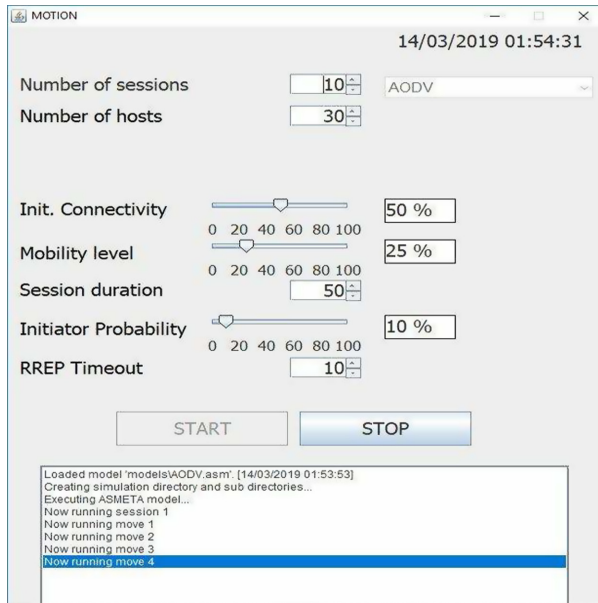 MOTION
14/03/2019 01:54:31
Number of sessions 10 AODV
Number of hosts 30
Init. Connectivity 50 %
0 20 40 60 80 100
Mobility level 25 %
0 20 40 60 80 100
Session duration 50
Initiator Probability 10 %
0 20 40 60 80 100
RREP Timeout 10
START STOP
Loaded model 'models\AODV.asm'. [14/03/2019 01:53:53]
Creating simulation directory and sub directories...
Executing ASMETA model...
Now running session 1
Now running move 1
Now running move 2
Now running move 3
Now running move 4